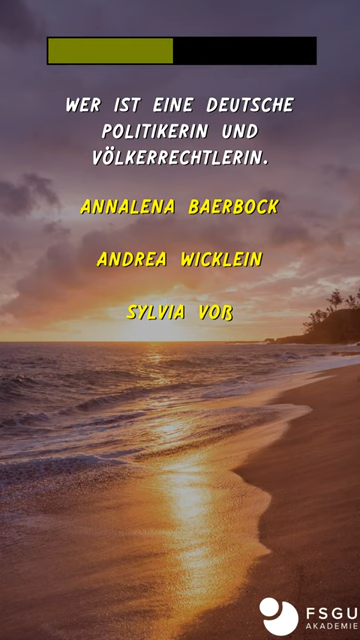 WER IST EINE DEUTSCHE
POLITIKERIN UND
VÖLKERRECHTLERIN.
ANNALENA BAERBOCK
ANDREA WICKLEIN
SYLVIA VOß
FSGU
AKADEMIE